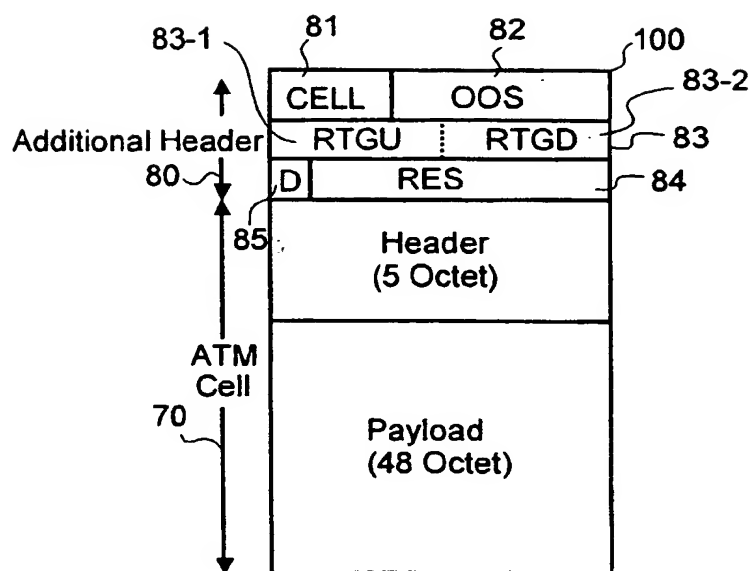 81 82 100
83-1 83-2
CELL OOS
Additional Header RTGU RTGD 83
80 D RES 84
85 Header
(5 Octet)
ATM
Cell
70 Payload
(48 Octet)